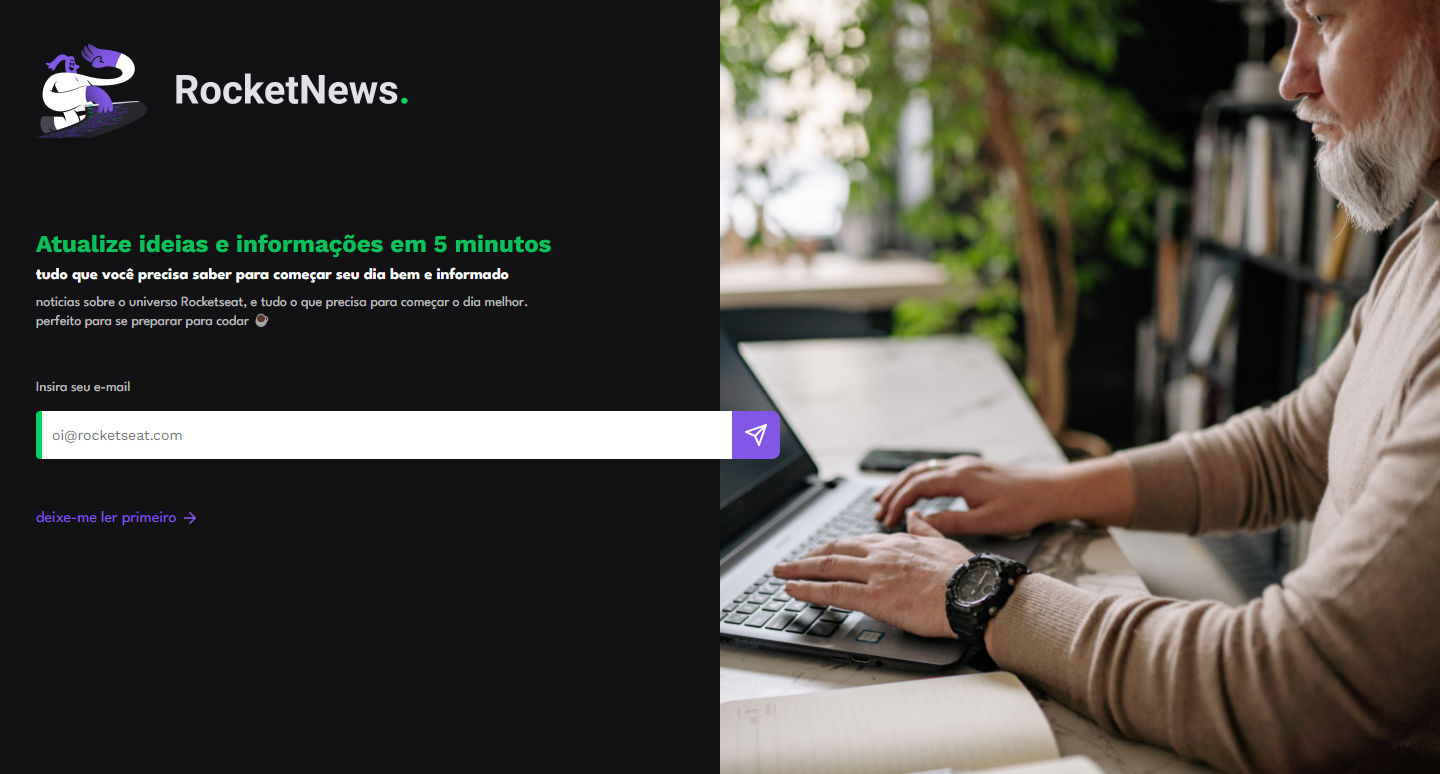 RocketNews.
Atualize ideias e informações em 5 minutos
tudo que você precisa saber para começar seu dia bem e informado
noticias sobre o universo Rocketseat, e tudo o que precisa para começar o dia melhor.
perfeito para se preparar para codar ☕
Insira seu e-mail
oi@rocketseat.com
deixe-me ler primeiro →